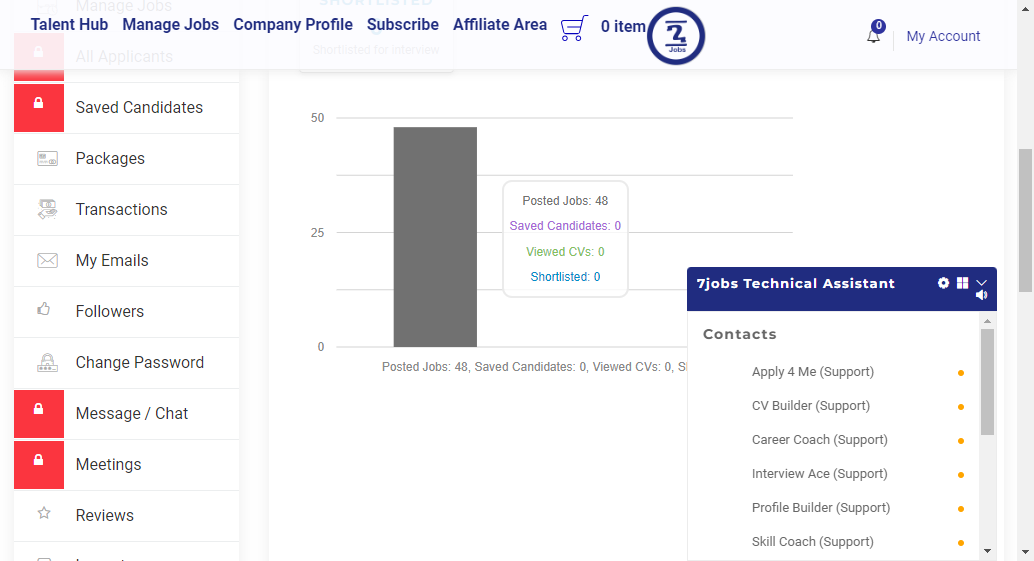 Manage Jobs
SHORTLISTED
Talent Hub Manage Jobs Company Profile Subscribe Affiliate Area 0 item
7 Jobs
0
My Account
Shortlisted for interview
All Applicants
Saved Candidates
Packages
Transactions
My Emails
Followers
Change Password
Message / Chat
Meetings
Reviews
50
25
0
Posted Jobs: 48
Saved Candidates: 0
Viewed CVs: 0
Shortlisted: 0
Posted Jobs: 48, Saved Candidates: 0, Viewed CVs: 0, S
7jobs Technical Assistant
Contacts
Apply 4 Me (Support)
CV Builder (Support)
Career Coach (Support)
Interview Ace (Support)
Profile Builder (Support)
Skill Coach (Support)